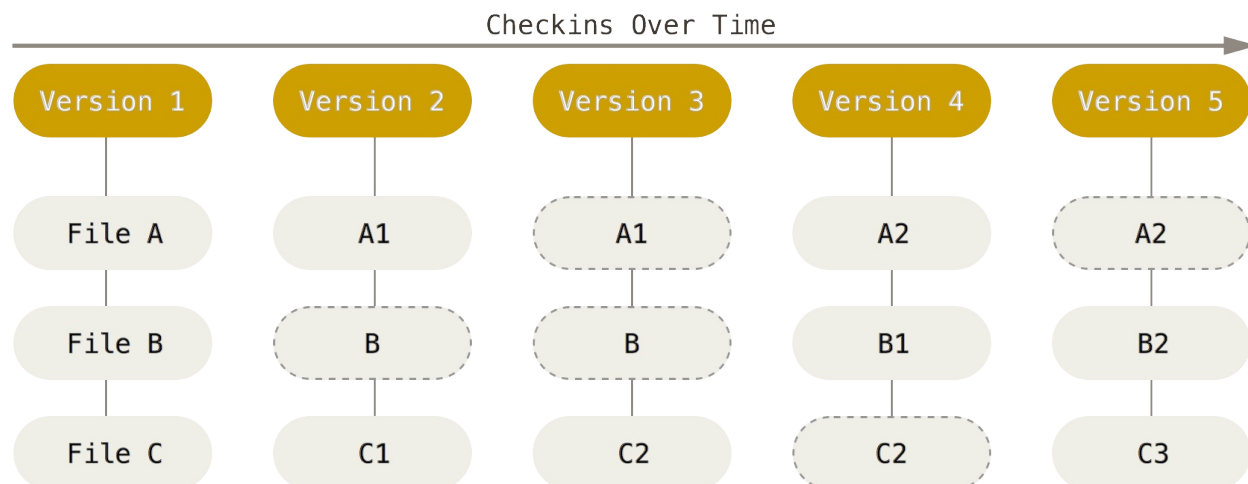 Checkins Over Time
Version 1 Version 2 Version 3 Version 4 Version 5
File A A1 A1 A2 A2
File B B B B1 B2
File C C1 C2 C2 C3